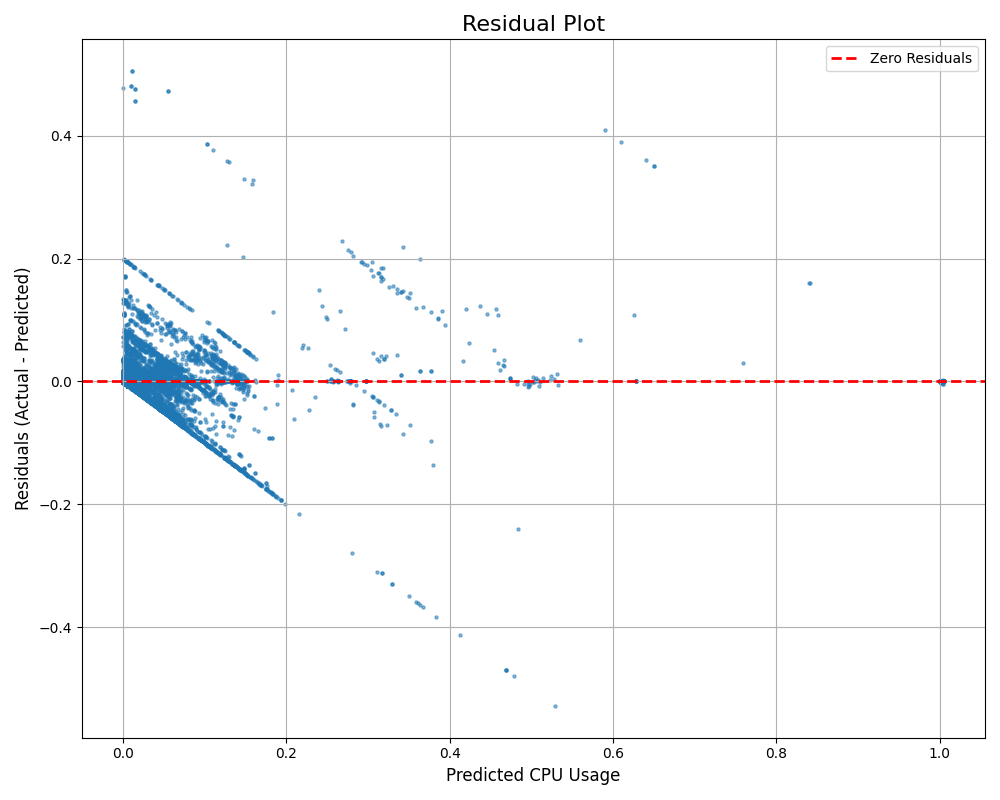 Residual Plot
Zero Residuals
Residuals (Actual - Predicted)
0.4
0.2
0.0
−0.2
−0.4
0.0 0.2 0.4 0.6 0.8 1.0
Predicted CPU Usage